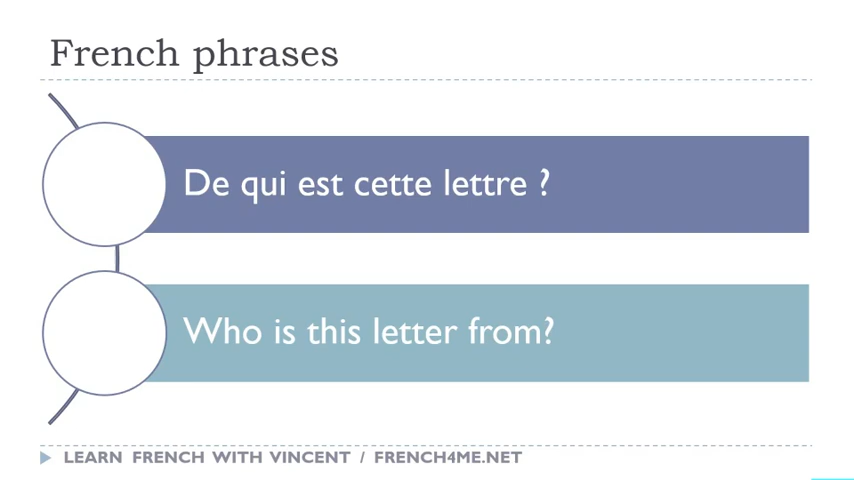 French phrases
De qui est cette lettre ?
Who is this letter from?
LEARN FRENCH WITH VINCENT / FRENCH4ME.NET